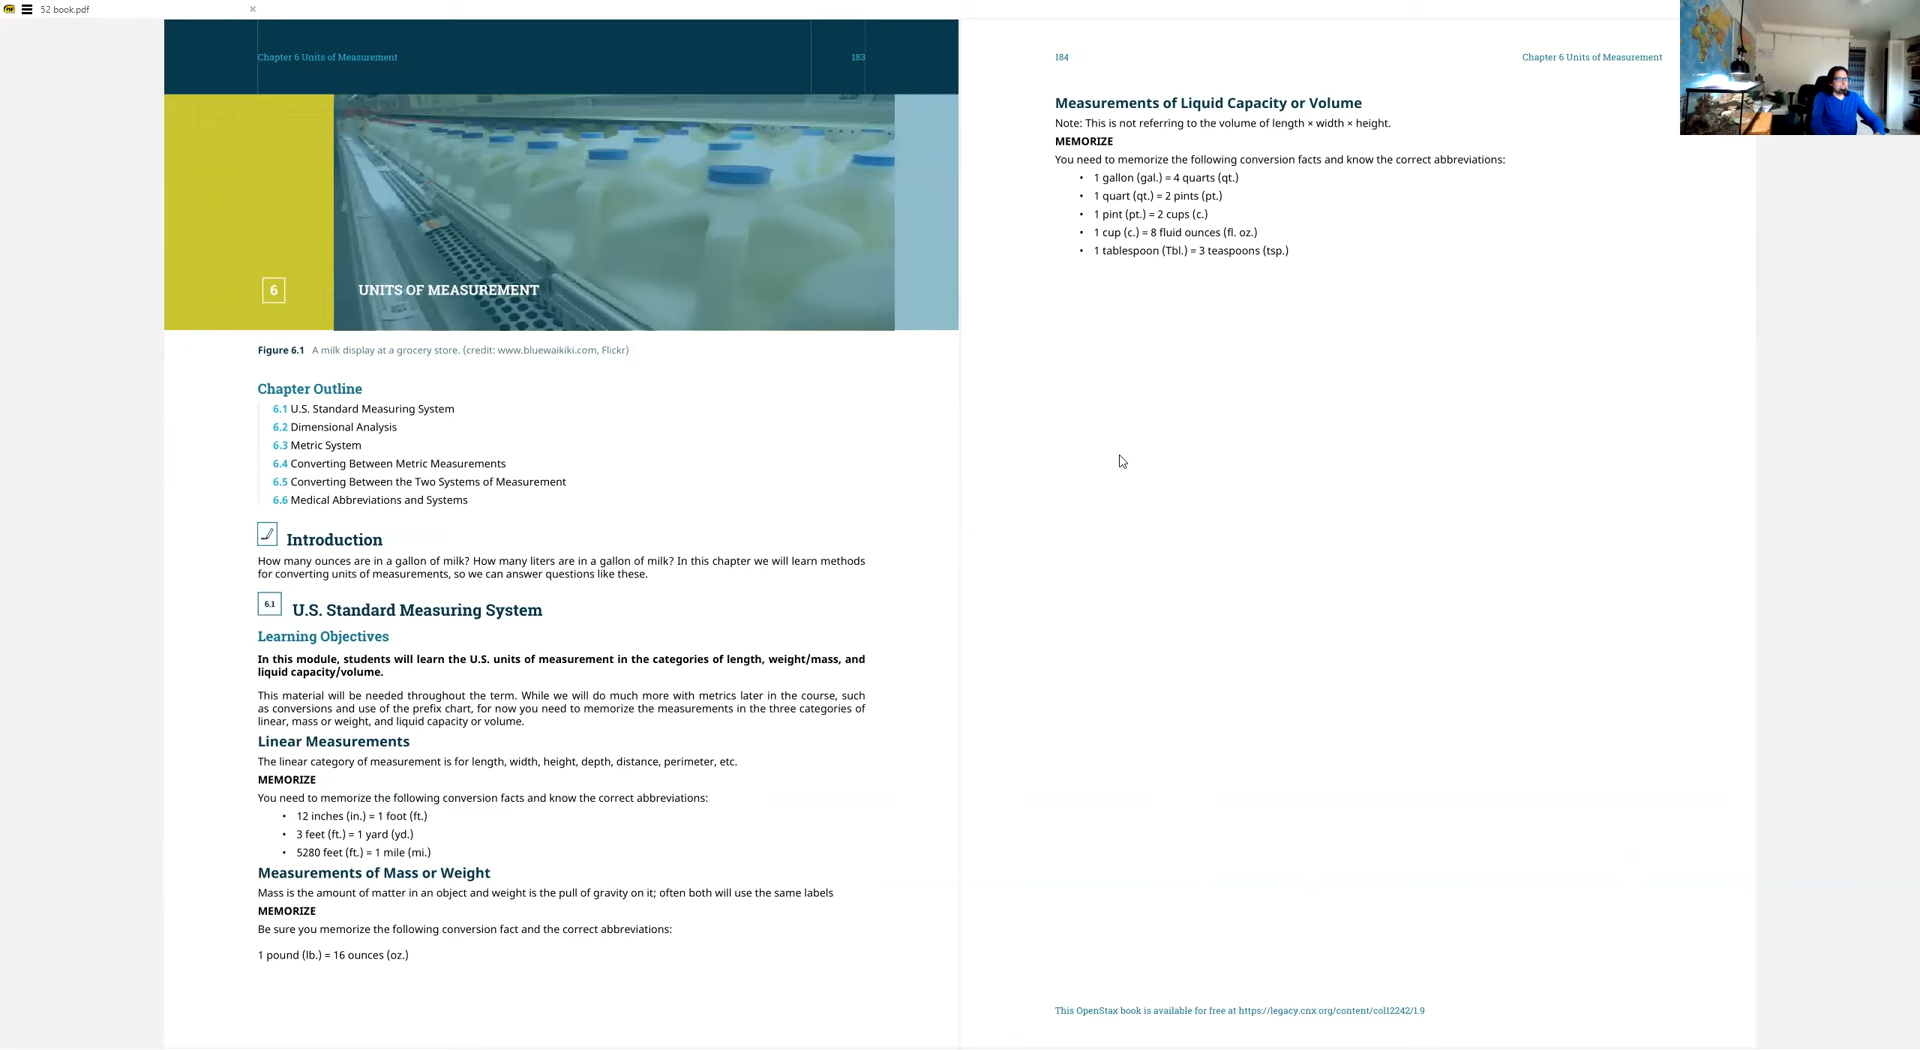 52 book.pdf
Chapter 6 Units of Measurement
183
6
UNITS OF MEASUREMENT
Figure 6.1 A milk display at a grocery store. (credit: www.bluewaikiki.com, Flickr)
Chapter Outline
6.1 U.S. Standard Measuring System
6.2 Dimensional Analysis
6.3 Metric System
6.4 Converting Between Metric Measurements
6.5 Converting Between the Two Systems of Measurement
6.6 Medical Abbreviations and Systems
Introduction
How many ounces are in a gallon of milk? How many liters are in a gallon of milk? In this chapter we will learn methods
for converting units of measurements, so we can answer questions like these.
6.1 U.S. Standard Measuring System
Learning Objectives
In this module, students will learn the U.S. units of measurement in the categories of length, weight/mass, and
liquid capacity/volume.
This material will be needed throughout the term. While we will do much more with metrics later in the course, such
as conversions and use of the prefix chart, for now you need to memorize the measurements in the three categories of
linear, mass or weight, and liquid capacity or volume.
Linear Measurements
The linear category of measurement is for length, width, height, depth, distance, perimeter, etc.
MEMORIZE
You need to memorize the following conversion facts and know the correct abbreviations:
• 12 inches (in.) = 1 foot (ft.)
• 3 feet (ft.) = 1 yard (yd.)
• 5280 feet (ft.) = 1 mile (mi.)
Measurements of Mass or Weight
Mass is the amount of matter in an object and weight is the pull of gravity on it; often both will use the same labels
MEMORIZE
Be sure you memorize the following conversion fact and the correct abbreviations:
1 pound (lb.) = 16 ounces (oz.)
184
Chapter 6 Units of Measurement
Measurements of Liquid Capacity or Volume
Note: This is not referring to the volume of length × width × height.
MEMORIZE
You need to memorize the following conversion facts and know the correct abbreviations:
• 1 gallon (gal.) = 4 quarts (qt.)
• 1 quart (qt.) = 2 pints (pt.)
• 1 pint (pt.) = 2 cups (c.)
• 1 cup (c.) = 8 fluid ounces (fl. oz.)
• 1 tablespoon (Tbl.) = 3 teaspoons (tsp.)
This OpenStax book is available for free at https://legacy.cnx.org/content/col12242/1.9